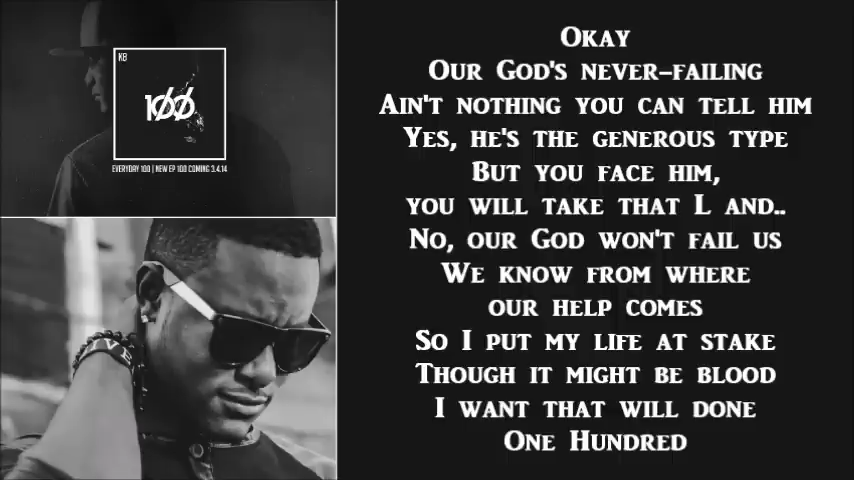 KB
100
EVERYDAY 100 | NEW EP 100 COMING 3.4.14
IVE
OKAY
OUR GOD'S NEVER-FAILING
AIN'T NOTHING YOU CAN TELL HIM
YES, HE'S THE GENEROUS TYPE
BUT YOU FACE HIM,
YOU WILL TAKE THAT L AND..
NO, OUR GOD WON'T FAIL US
WE KNOW FROM WHERE
OUR HELP COMES
SO I PUT MY LIFE AT STAKE
THOUGH IT MIGHT BE BLOOD
I WANT THAT WILL DONE
ONE HUNDRED